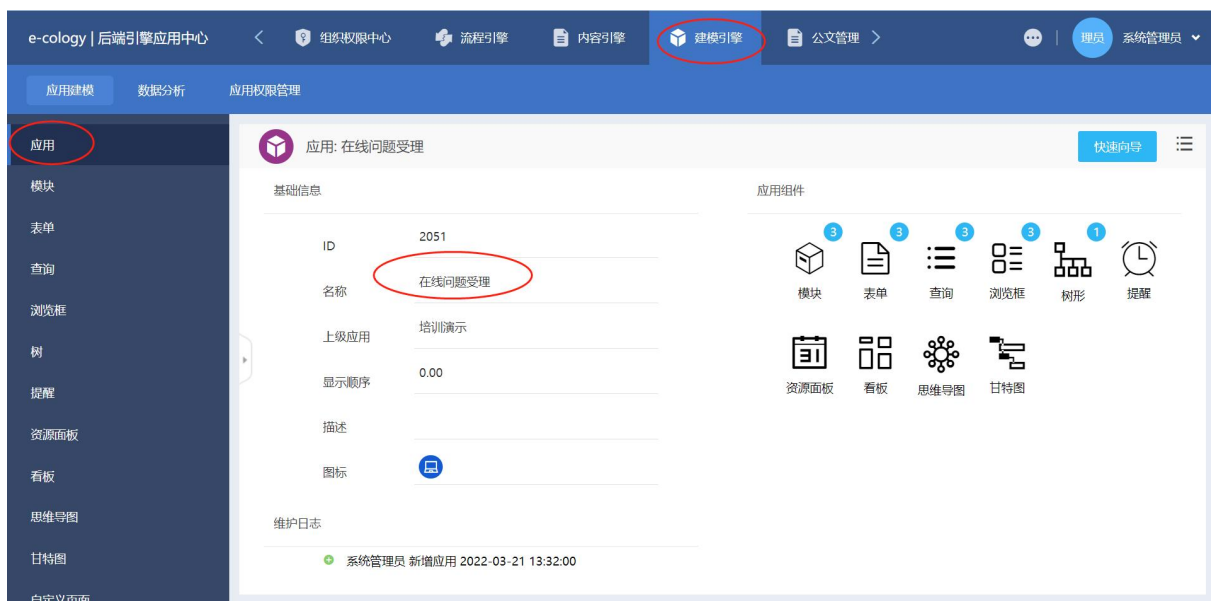 e-cology | 后端引擎应用中心 组织权限中心 流程引擎 内容引擎 建模引擎 公文管理 理员 系统管理员
应用建模 数据分析 应用权限管理
应用
模块
表单
查询
浏览框
树
提醒
资源面板
看板
思维导图
甘特图
自定义页面
应用: 在线问题受理 快速向导
基础信息
ID 2051
名称 在线问题受理
上级应用 培训演示
显示顺序 0.00
描述
图标
维护日志
系统管理员 新增应用 2022-03-21 13:32:00
应用组件
3 3 3 3 1
模块 表单 查询 浏览框 树形 提醒
31
资源面板 看板 思维导图 甘特图